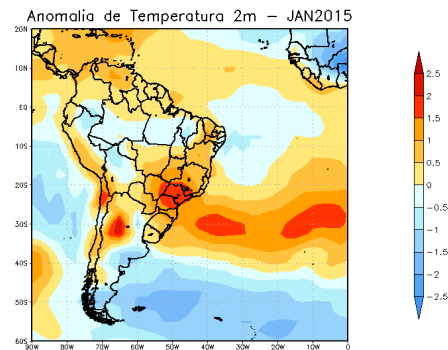 Anomalia de Temperatura 2m – JAN2015
20N
10N
EQ
10S
20S
30S
40S
50S
60S
90W 80W 70W 60W 50W 40W 30W 20W 10W 0
2.5
2
1.5
1
0.5
0
−0.5
−1
−1.5
−2
−2.5